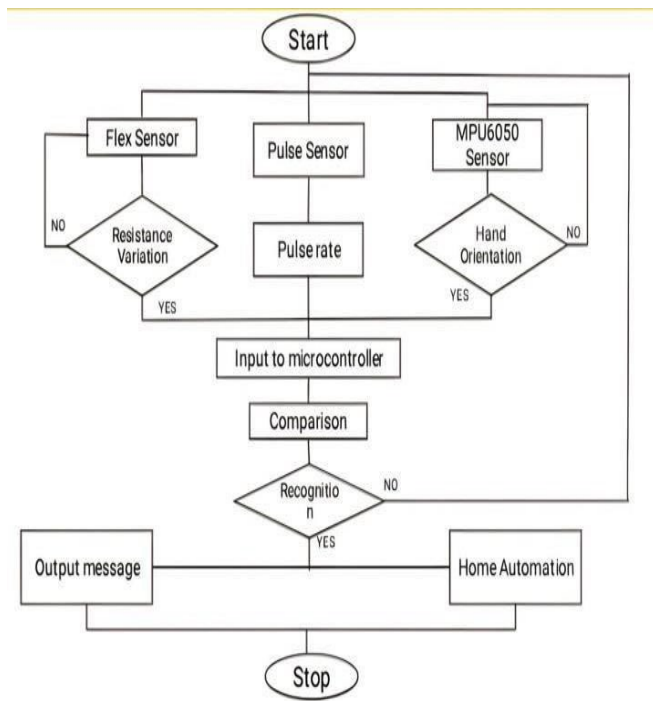 Start
Flex Sensor
Pulse Sensor
MPU6050
Sensor
NO
Resistance
Variation
Pulse rate
Hand
Orientation
NO
YES
YES
Input to microcontroller
Comparison
Recognitio
n
NO
YES
Output message
Home Automation
Stop